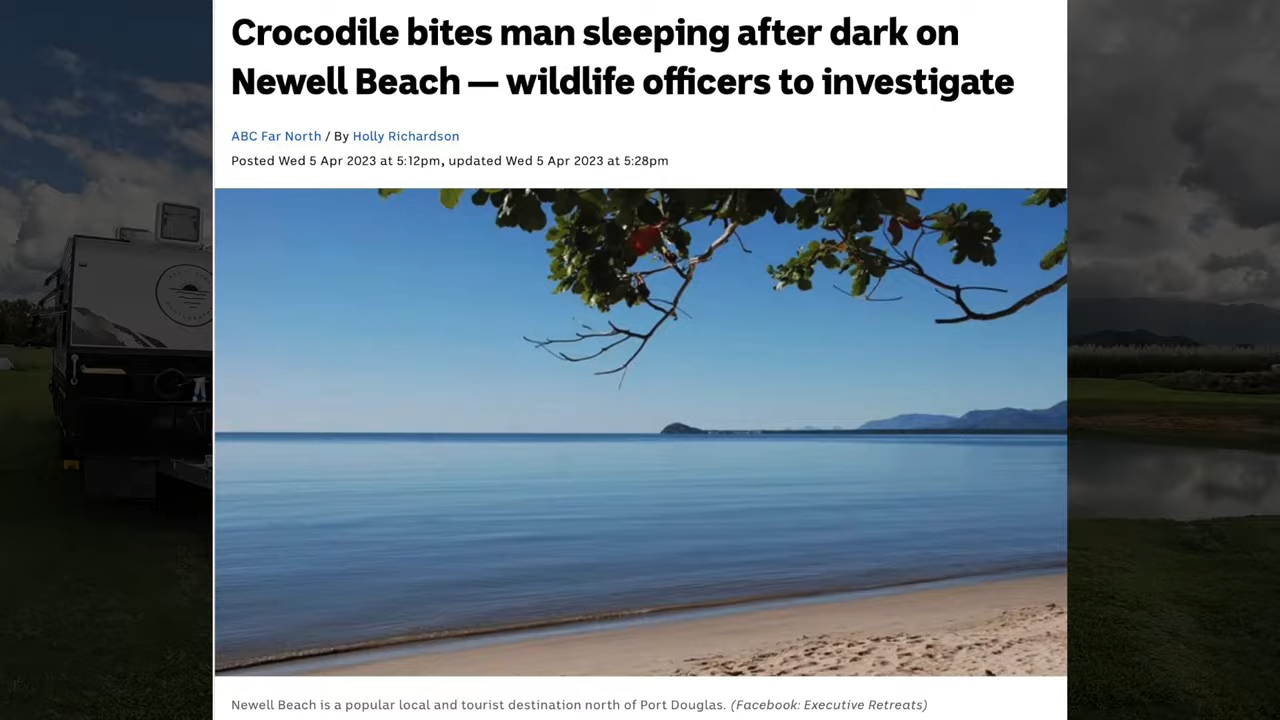 Crocodile bites man sleeping after dark on
Newell Beach — wildlife officers to investigate
ABC Far North / By Holly Richardson
Posted Wed 5 Apr 2023 at 5:12pm, updated Wed 5 Apr 2023 at 5:28pm
Newell Beach is a popular local and tourist destination north of Port Douglas. (Facebook: Executive Retreats)